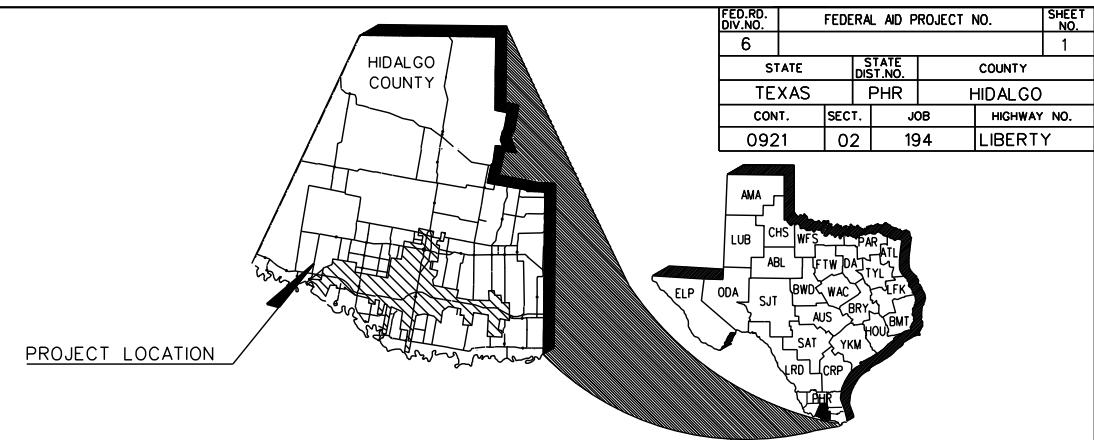 FED.RD. DIV.NO. FEDERAL AID PROJECT NO. SHEET NO.
6 1
STATE STATE DIST.NO. COUNTY
TEXAS PHR HIDALGO
CONT. SECT. JOB HIGHWAY NO.
0921 02 194 LIBERTY
HIDALGO
COUNTY
PROJECT LOCATION
AMA
LUB CHS WFS PAR ATL
ABL FTW DA TYL
ELP ODA SJT BWD WAC LFK
AUS BRY BMT
SAT YKM HOU
LRD CRP
PHR